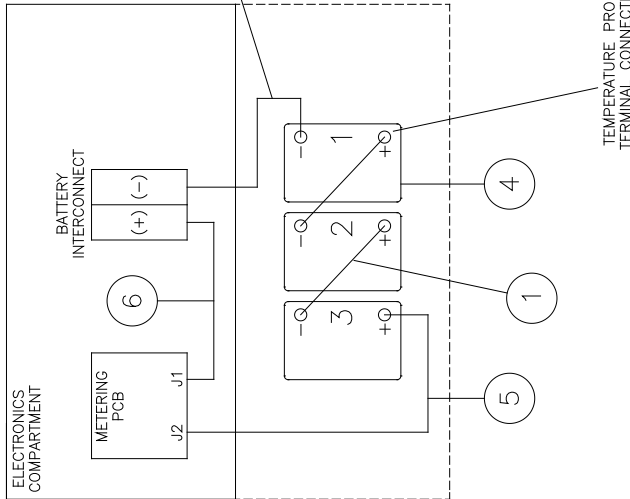 ELECTRONICS
COMPARTMENT
METERING
PCB
J2
J1
6
BATTERY
INTERCONNECT
(+)
(-)
3
-
+
2
-
+
1
-
+
5
1
4
TEMPERATURE PRO
TERMINAL CONNECTI